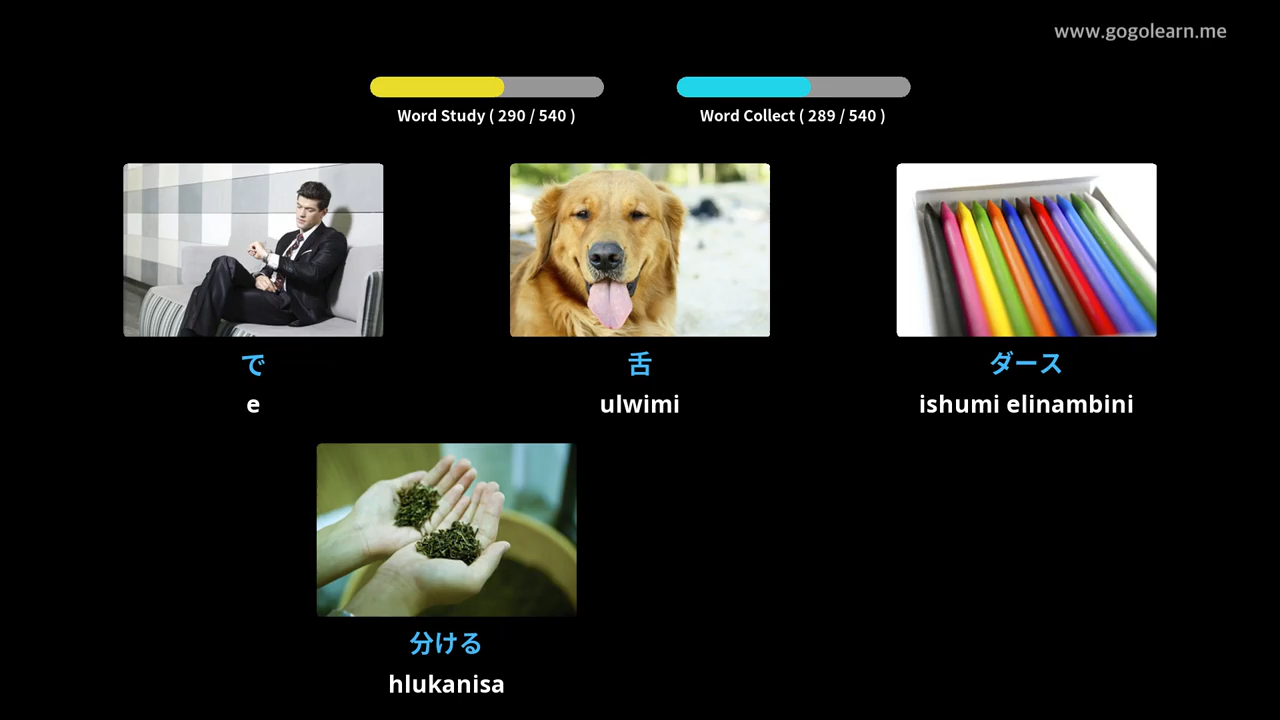 www.gogolearn.me
Word Study ( 290 / 540 )
Word Collect ( 289 / 540 )
で
e
舌
ulwimi
ダース
ishumi elinambini
分ける
hlukanisa